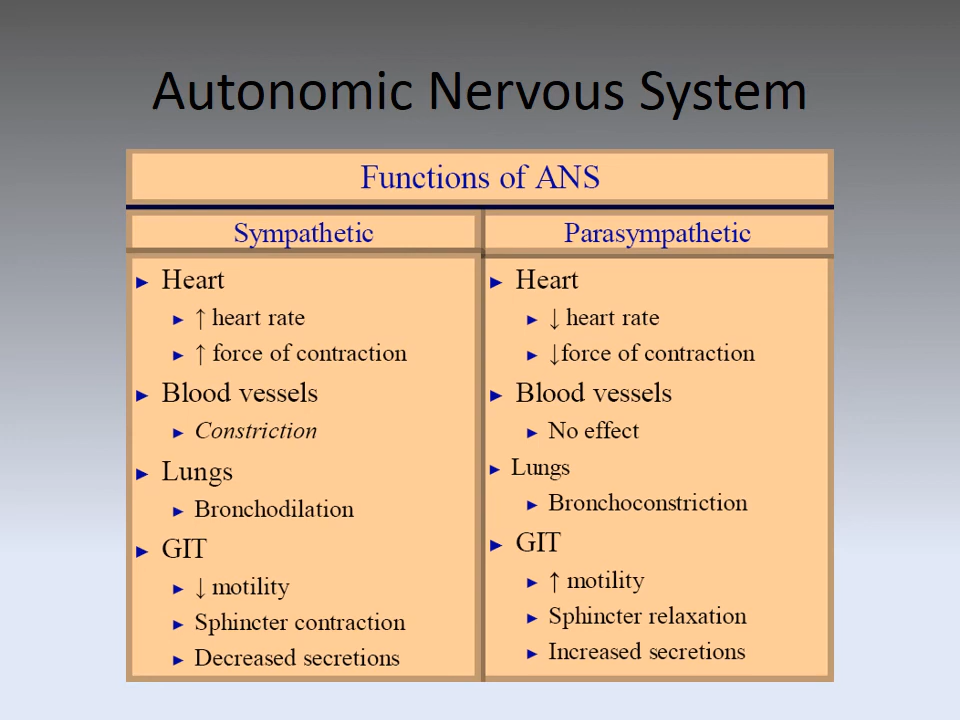 Autonomic Nervous System
Functions of ANS
Sympathetic
► Heart
► ↑ heart rate
► ↑ force of contraction
► Blood vessels
► Constriction
► Lungs
► Bronchodilation
► GIT
► ↓ motility
► Sphincter contraction
► Decreased secretions
Parasympathetic
► Heart
► ↓ heart rate
► ↓force of contraction
► Blood vessels
► No effect
► Lungs
► Bronchoconstriction
► GIT
► ↑ motility
► Sphincter relaxation
► Increased secretions